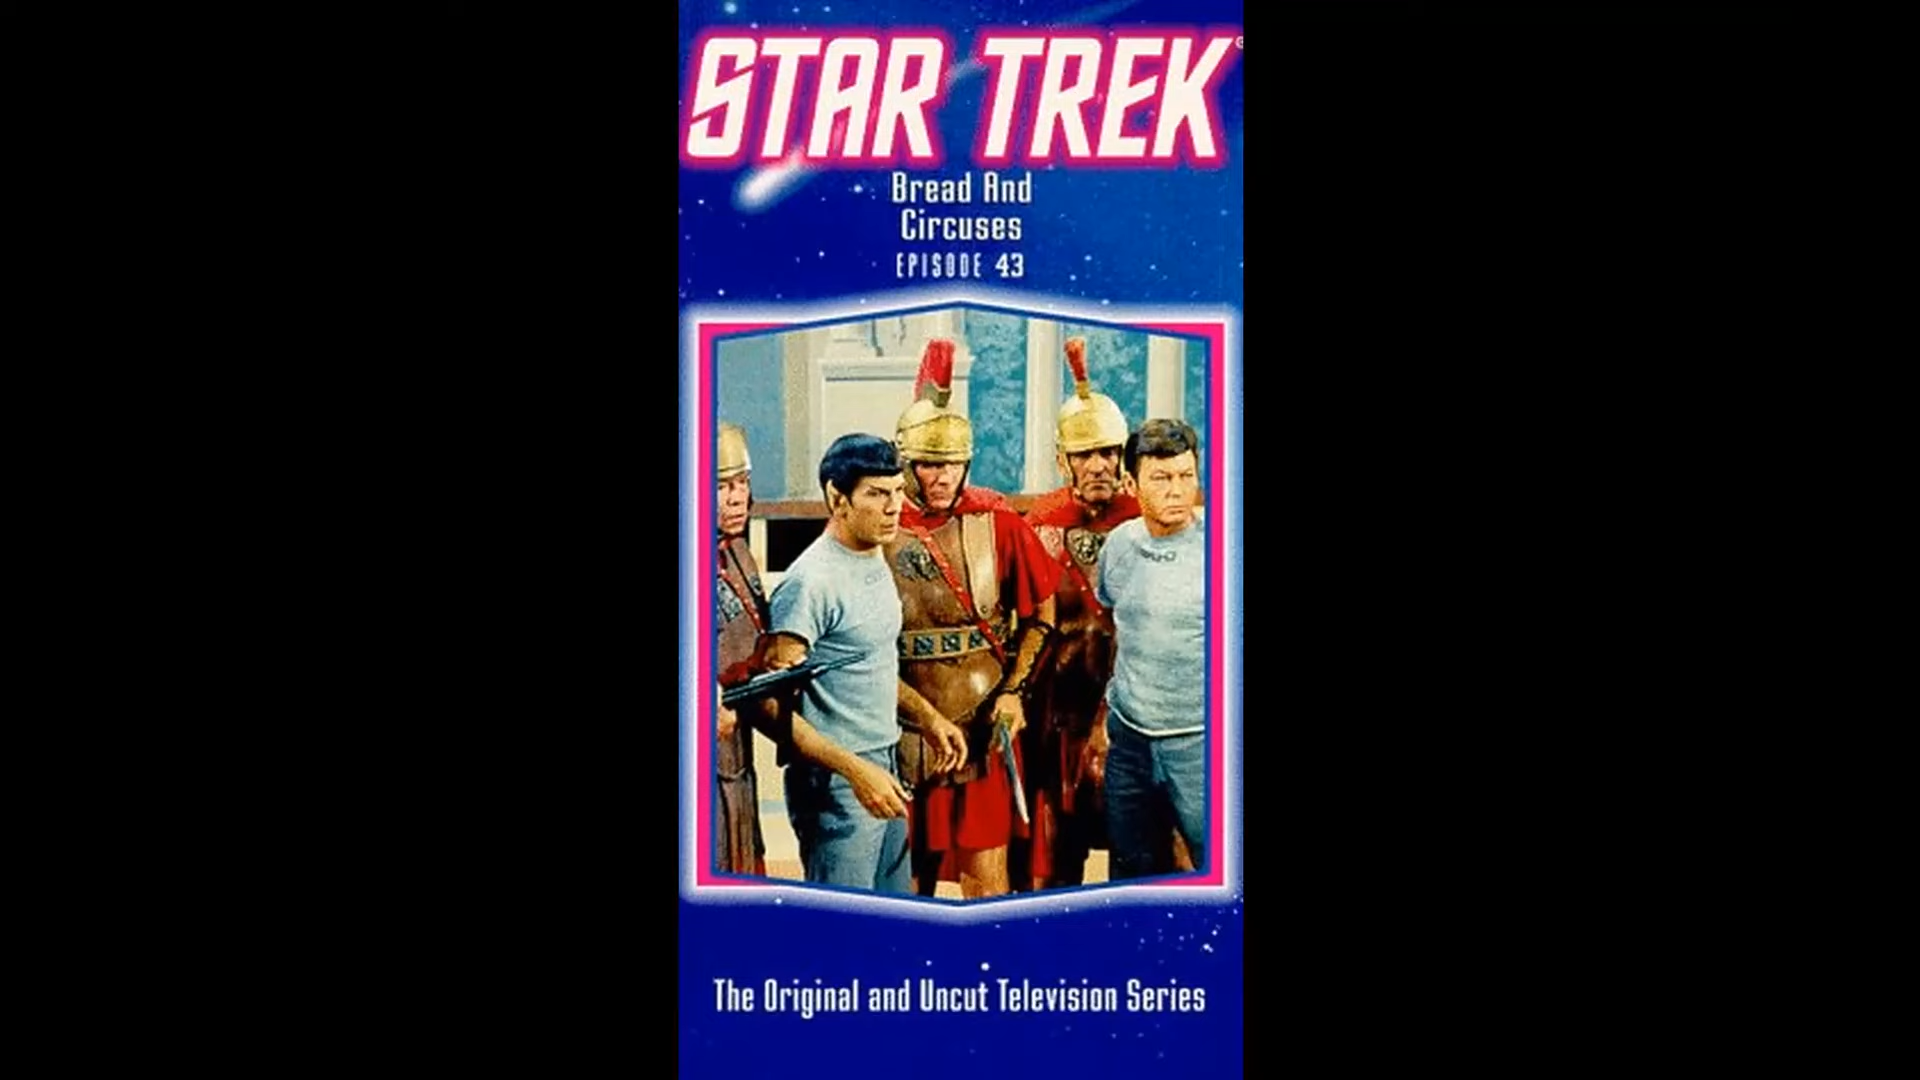 STAR TREK®
Bread And
Circuses
EPISODE 43
The Original and Uncut Television Series